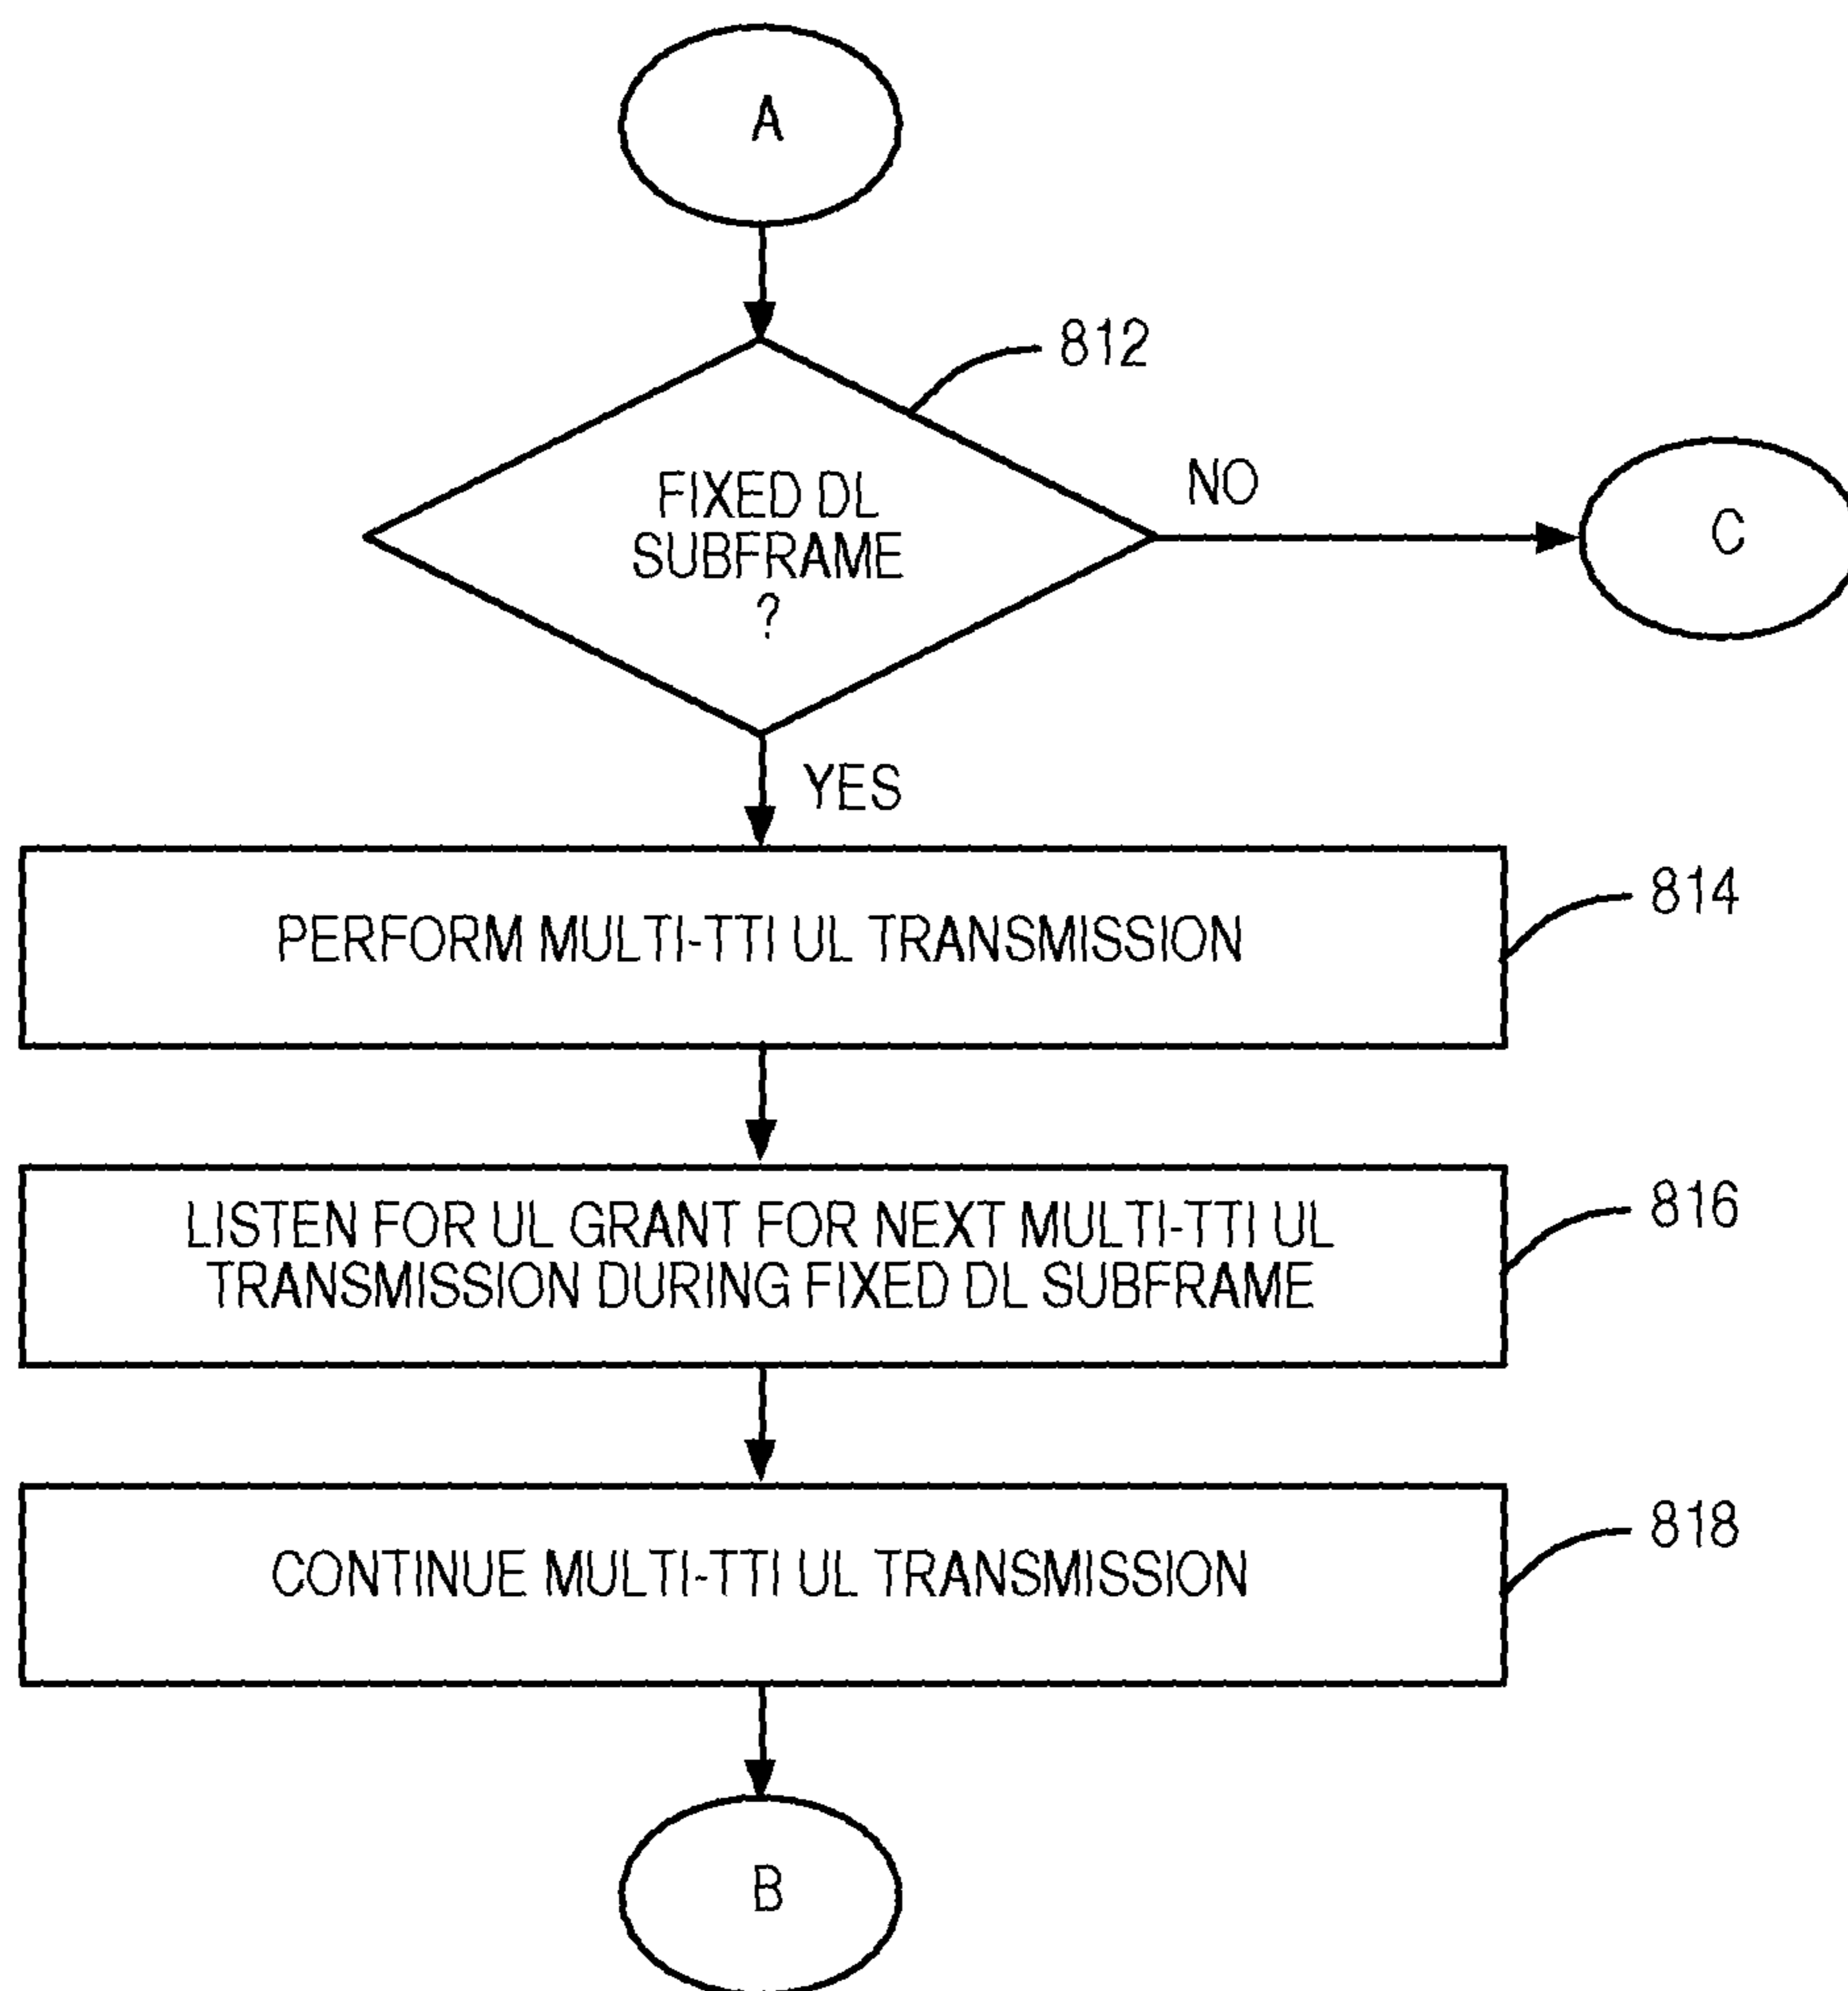 A
812
FIXED DL
SUBFRAME
?
NO
C
YES
PERFORM MULTI-TTI UL TRANSMISSION
814
LISTEN FOR UL GRANT FOR NEXT MULTI-TTI UL
TRANSMISSION DURING FIXED DL SUBFRAME
816
CONTINUE MULTI-TTI UL TRANSMISSION
818
B